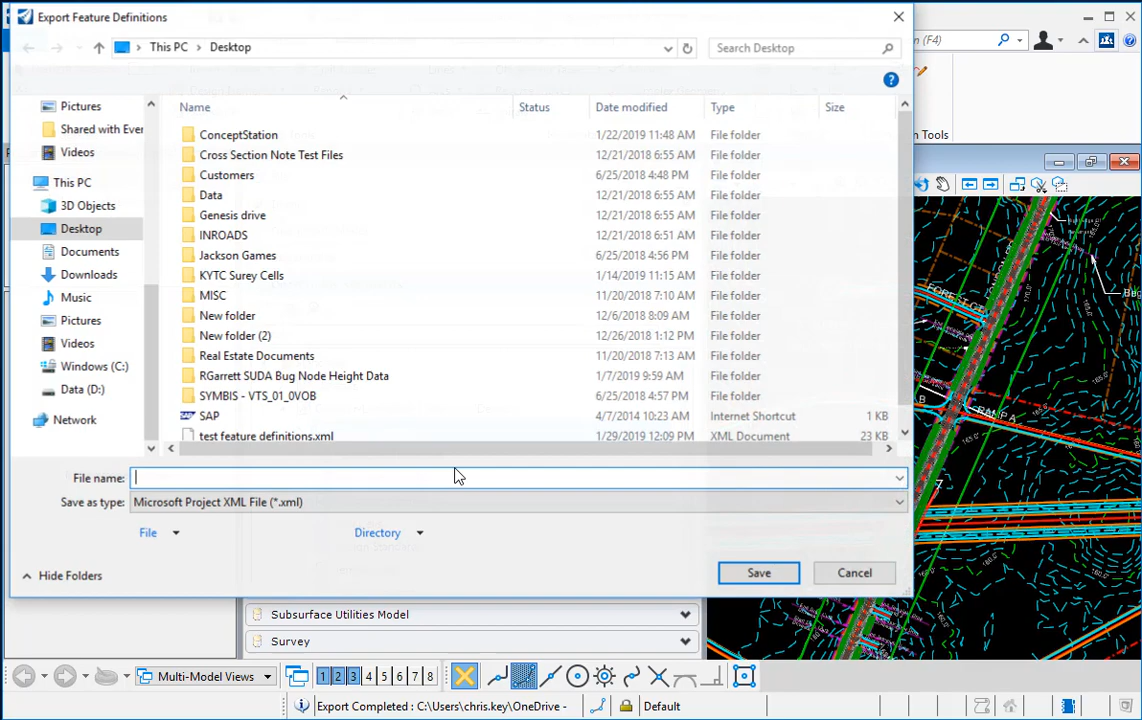 Export Feature Definitions
This PC > Desktop
Search Desktop
(F4)
Name Status Date modified Type Size
Pictures
Shared with Ever
Videos
This PC
3D Objects
Desktop
Documents
Downloads
Music
Pictures
Videos
Windows (C:)
Data (D:)
Network
ConceptStation 1/22/2019 11:48 AM File folder
Cross Section Note Test Files 12/21/2018 6:55 AM File folder
Customers 6/25/2018 4:48 PM File folder
Data 12/21/2018 6:55 AM File folder
Genesis drive 12/21/2018 6:55 AM File folder
INROADS 12/21/2018 6:51 AM File folder
Jackson Games 6/25/2018 4:56 PM File folder
KYTC Surey Cells 1/14/2019 11:15 AM File folder
MISC 11/20/2018 7:10 AM File folder
New folder 12/6/2018 8:09 AM File folder
New folder (2) 12/26/2018 1:12 PM File folder
Real Estate Documents 11/20/2018 7:13 AM File folder
RGarrett SUDA Bug Node Height Data 1/7/2019 9:59 AM File folder
SYMBIS - VTS_01_0VOB 6/25/2018 4:57 PM File folder
SAP 4/7/2014 10:23 AM Internet Shortcut 1 KB
test feature definitions.xml 1/29/2019 12:09 PM XML Document 23 KB
File name:
Save as type: Microsoft Project XML File (*.xml)
File Directory
Hide Folders Save Cancel
n Tools
FOREST CT
RAMP A
B
Beg
165.0'
Subsurface Utilities Model
Survey
Multi-Model Views 1 2 3 4 5 6 7 8
Export Completed : C:\Users\chris.key\OneDrive - Default